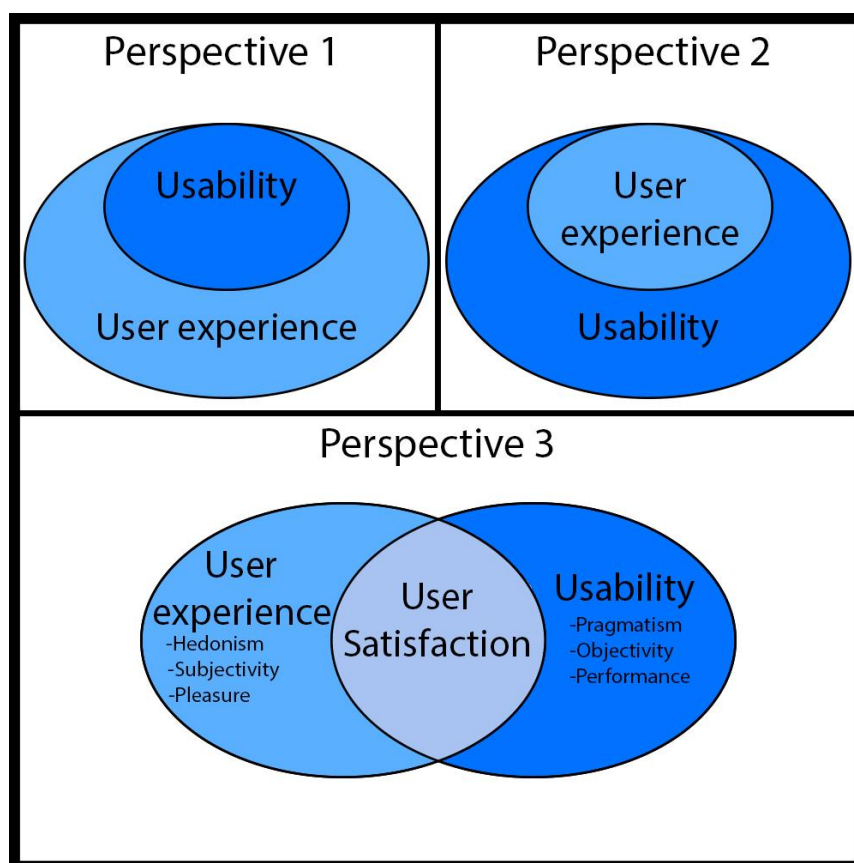 Perspective 1
Usability
User experience
Perspective 2
User
experience
Usability
Perspective 3
User
experience
-Hedonism
-Subjectivity
-Pleasure
User
Satisfaction
Usability
-Pragmatism
-Objectivity
-Performance